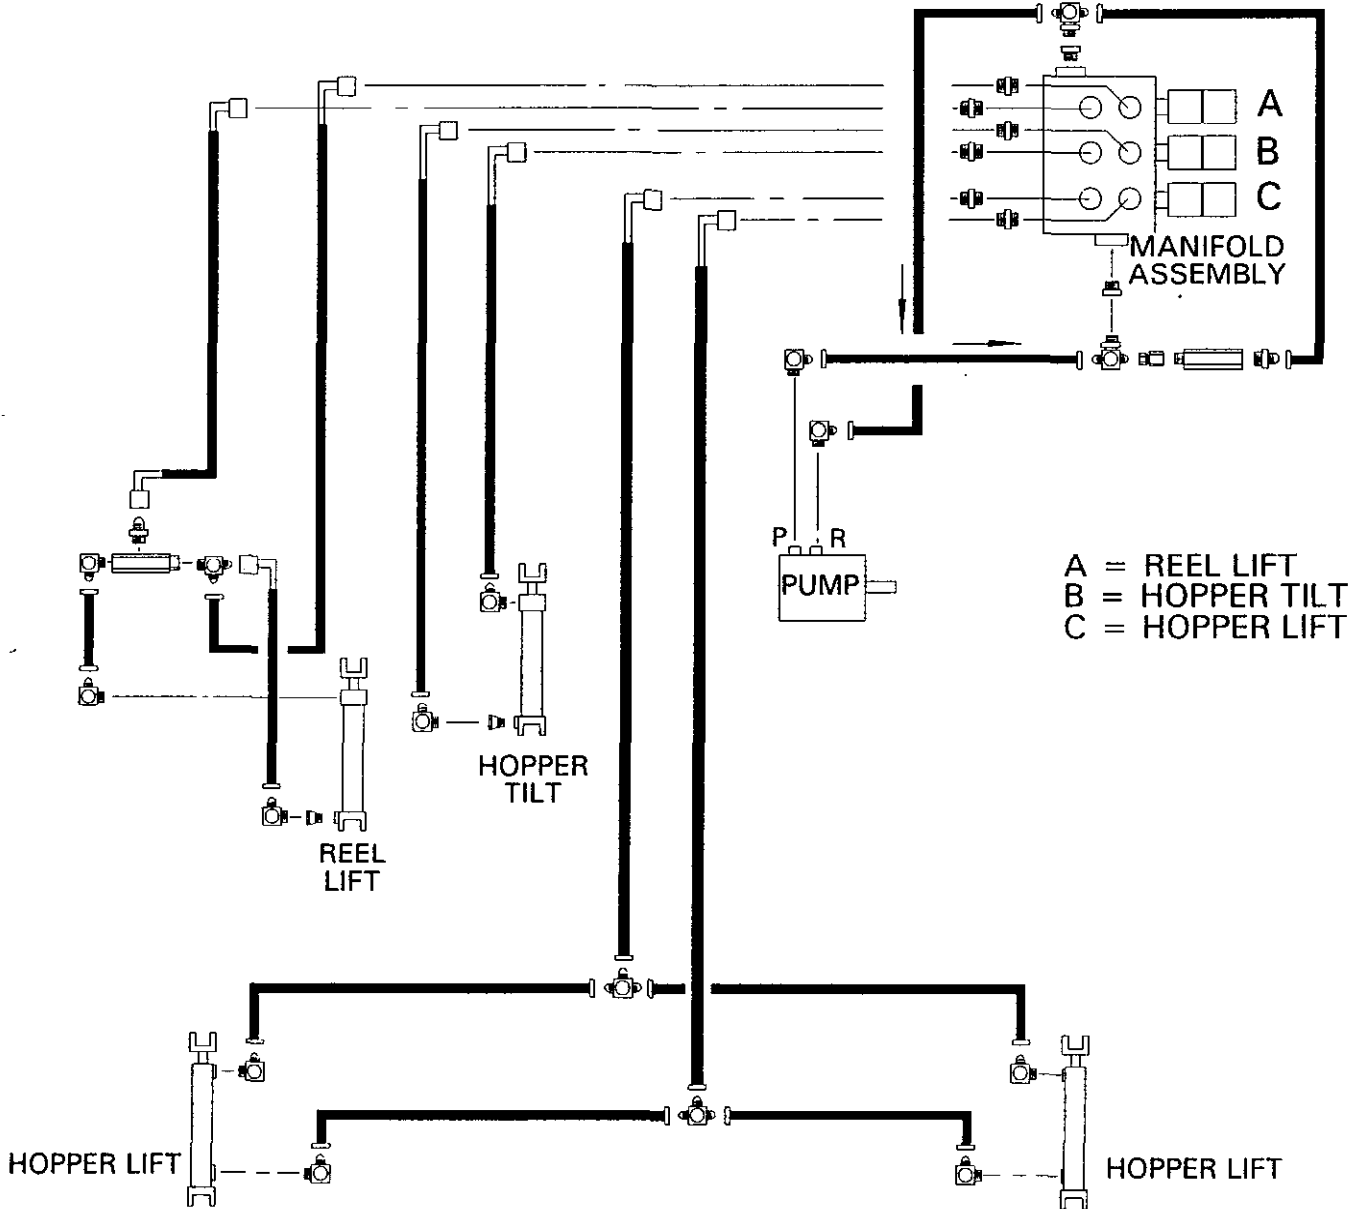 A
B
C
MANIFOLD
ASSEMBLY
P R
PUMP
A = REEL LIFT
B = HOPPER TILT
C = HOPPER LIFT
HOPPER
TILT
REEL
LIFT
HOPPER LIFT
HOPPER LIFT